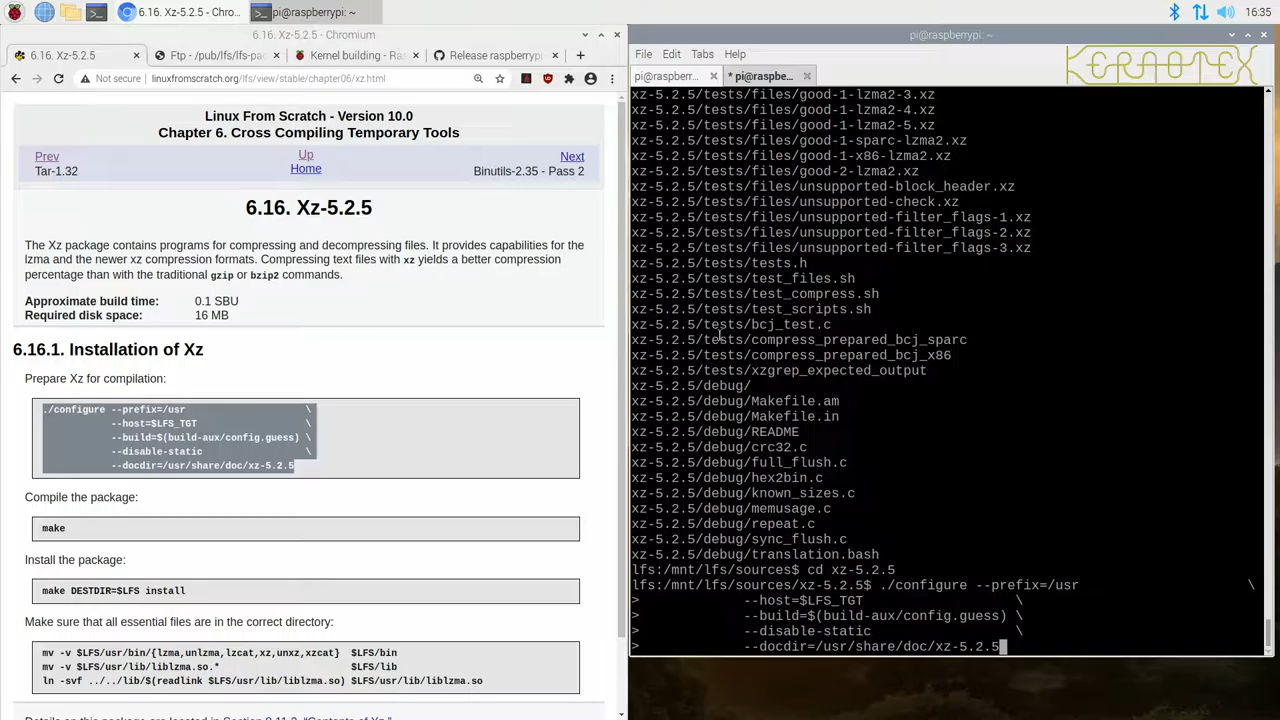 6.16. Xz-5.2.5 - Chro...
pi@raspberrypi: ~
16:35
6.16. Xz-5.2.5 - Chromium
6.16. Xz-5.2.5
Ftp - /pub/lfs/lfs-pac
Kernel building - Ras
Release raspberrypi
Not secure
linuxfromscratch.org/lfs/view/stable/chapter06/xz.html
Linux From Scratch - Version 10.0
Chapter 6. Cross Compiling Temporary Tools
Prev
Up
Next
Tar-1.32
Home
Binutils-2.35 - Pass 2
6.16. Xz-5.2.5
The Xz package contains programs for compressing and decompressing files. It provides capabilities for the
lzma and the newer xz compression formats. Compressing text files with xz yields a better compression
percentage than with the traditional gzip or bzip2 commands.
Approximate build time: 0.1 SBU
Required disk space: 16 MB
6.16.1. Installation of Xz
Prepare Xz for compilation:
./configure --prefix=/usr \
--host=$LFS_TGT \
--build=$(build-aux/config.guess) \
--disable-static \
--docdir=/usr/share/doc/xz-5.2.5
Compile the package:
make
Install the package:
make DESTDIR=$LFS install
Make sure that all essential files are in the correct directory:
mv -v $LFS/usr/bin/{lzma,unlzma,lzcat,xz,unxz,xzcat} $LFS/bin
mv -v $LFS/usr/lib/liblzma.so.* $LFS/lib
ln -svf ../../lib/$(readlink $LFS/usr/lib/liblzma.so) $LFS/usr/lib/liblzma.so
Details on this package are located in Section 8.11.2, "Contents of Xz."
pi@raspberrypi: ~
File Edit Tabs Help
KERAOTEX
pi@raspberr...
* pi@raspbe...
xz-5.2.5/tests/files/good-1-lzma2-3.xz
xz-5.2.5/tests/files/good-1-lzma2-4.xz
xz-5.2.5/tests/files/good-1-lzma2-5.xz
xz-5.2.5/tests/files/good-1-sparc-lzma2.xz
xz-5.2.5/tests/files/good-1-x86-lzma2.xz
xz-5.2.5/tests/files/good-2-lzma2.xz
xz-5.2.5/tests/files/unsupported-block_header.xz
xz-5.2.5/tests/files/unsupported-check.xz
xz-5.2.5/tests/files/unsupported-filter_flags-1.xz
xz-5.2.5/tests/files/unsupported-filter_flags-2.xz
xz-5.2.5/tests/files/unsupported-filter_flags-3.xz
xz-5.2.5/tests/tests.h
xz-5.2.5/tests/test_files.sh
xz-5.2.5/tests/test_compress.sh
xz-5.2.5/tests/test_scripts.sh
xz-5.2.5/tests/bcj_test.c
xz-5.2.5/tests/compress_prepared_bcj_sparc
xz-5.2.5/tests/compress_prepared_bcj_x86
xz-5.2.5/tests/xzgrep_expected_output
xz-5.2.5/debug/
xz-5.2.5/debug/Makefile.am
xz-5.2.5/debug/Makefile.in
xz-5.2.5/debug/README
xz-5.2.5/debug/crc32.c
xz-5.2.5/debug/full_flush.c
xz-5.2.5/debug/hex2bin.c
xz-5.2.5/debug/known_sizes.c
xz-5.2.5/debug/memusage.c
xz-5.2.5/debug/repeat.c
xz-5.2.5/debug/sync_flush.c
xz-5.2.5/debug/translation.bash
lfs:/mnt/lfs/sources$ cd xz-5.2.5
lfs:/mnt/lfs/sources/xz-5.2.5$ ./configure --prefix=/usr \
> --host=$LFS_TGT \
> --build=$(build-aux/config.guess) \
> --disable-static \
> --docdir=/usr/share/doc/xz-5.2.5